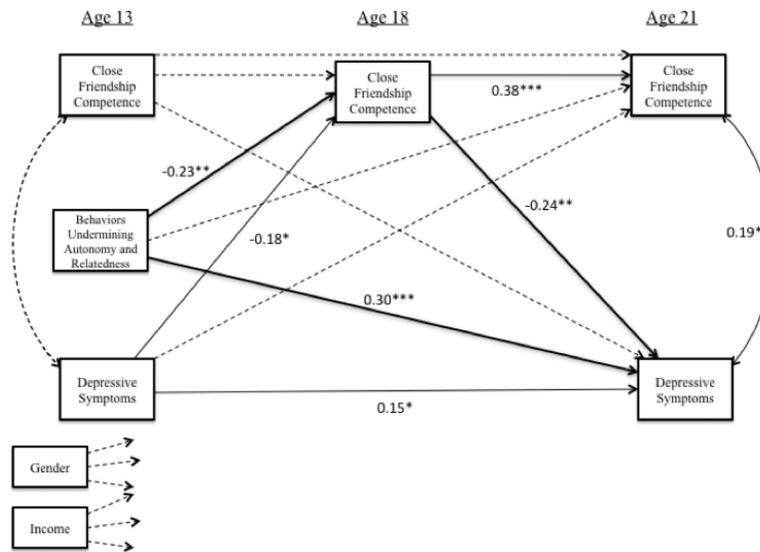 Age 13
Age 18
Age 21
Close
Friendship
Competence
Close
Friendship
Competence
Close
Friendship
Competence
0.38***
-0.23**
Behaviors
Undermining
Autonomy and
Relatedness
-0.18*
-0.24**
0.19*
0.30***
Depressive
Symptoms
Depressive
Symptoms
0.15*
Gender
Income